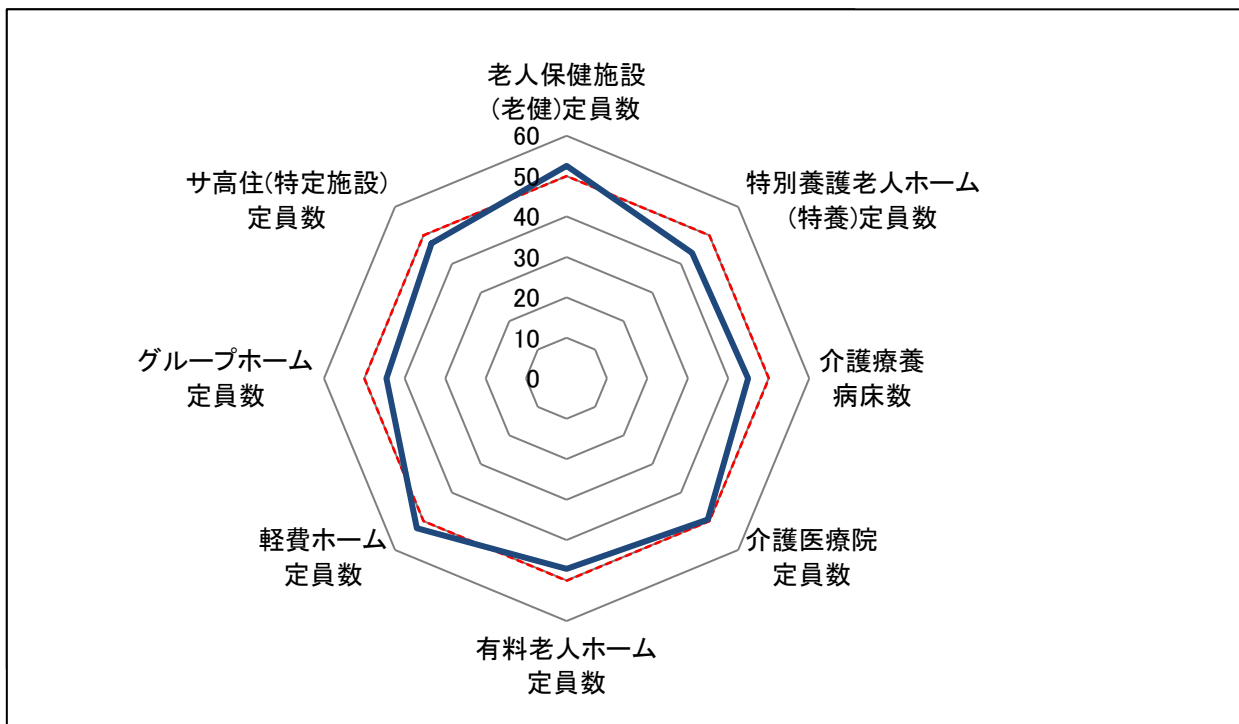 老人保健施設
(老健)定員数
特別養護老人ホーム
(特養)定員数
介護療養
病床数
介護医療院
定員数
有料老人ホーム
定員数
軽費ホーム
定員数
グループホーム
定員数
サ高住(特定施設)
定員数
60
50
40
30
20
10
0